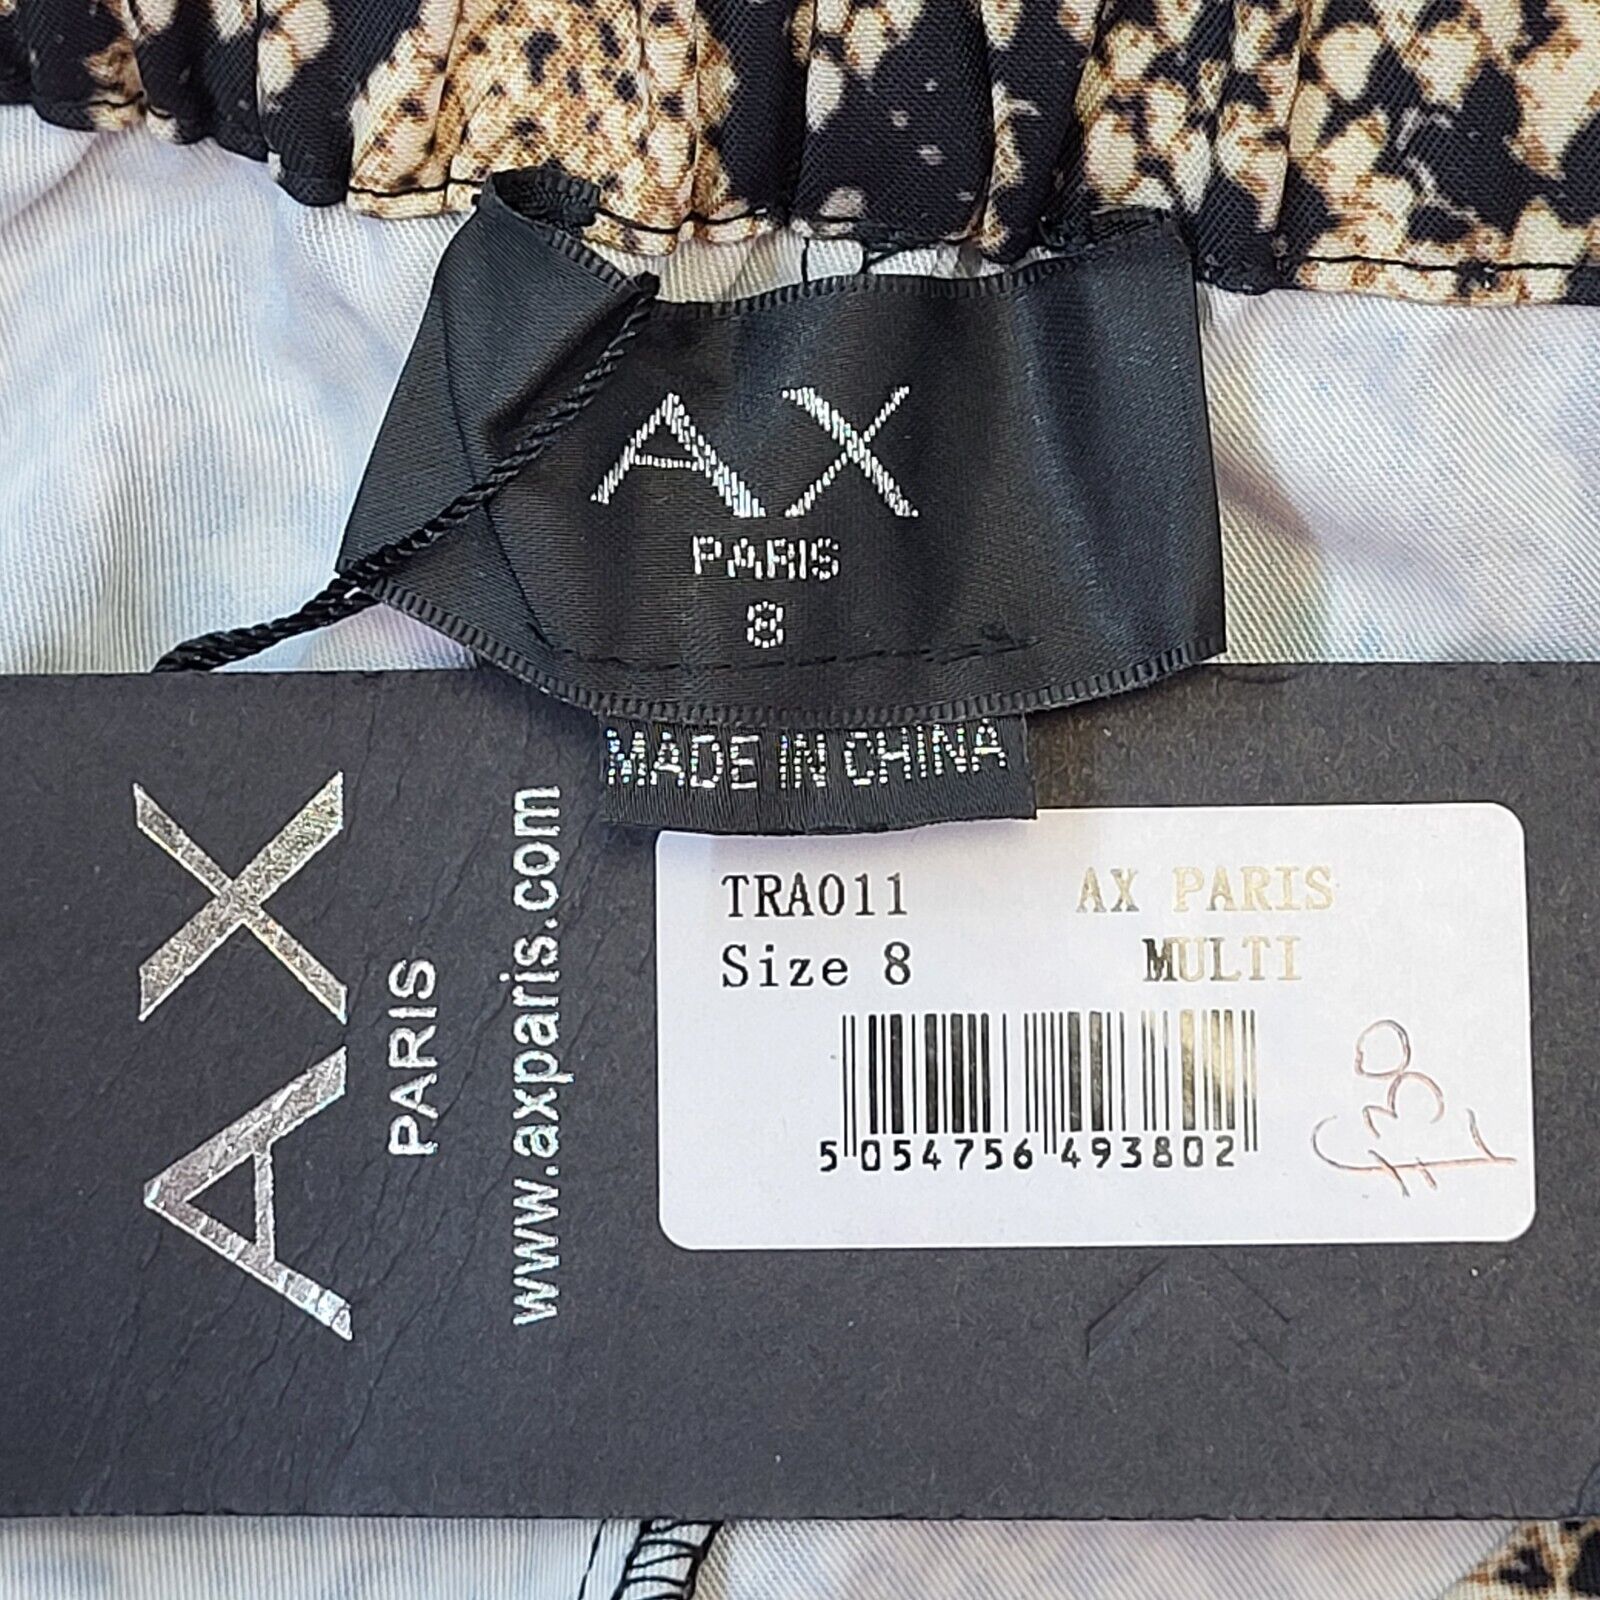 AX
PARIS
8
MADE IN CHINA
AX
PARIS
www.axparis.com
TRA011 AX PARIS
Size 8 MULTI
5 054756 493802
£30